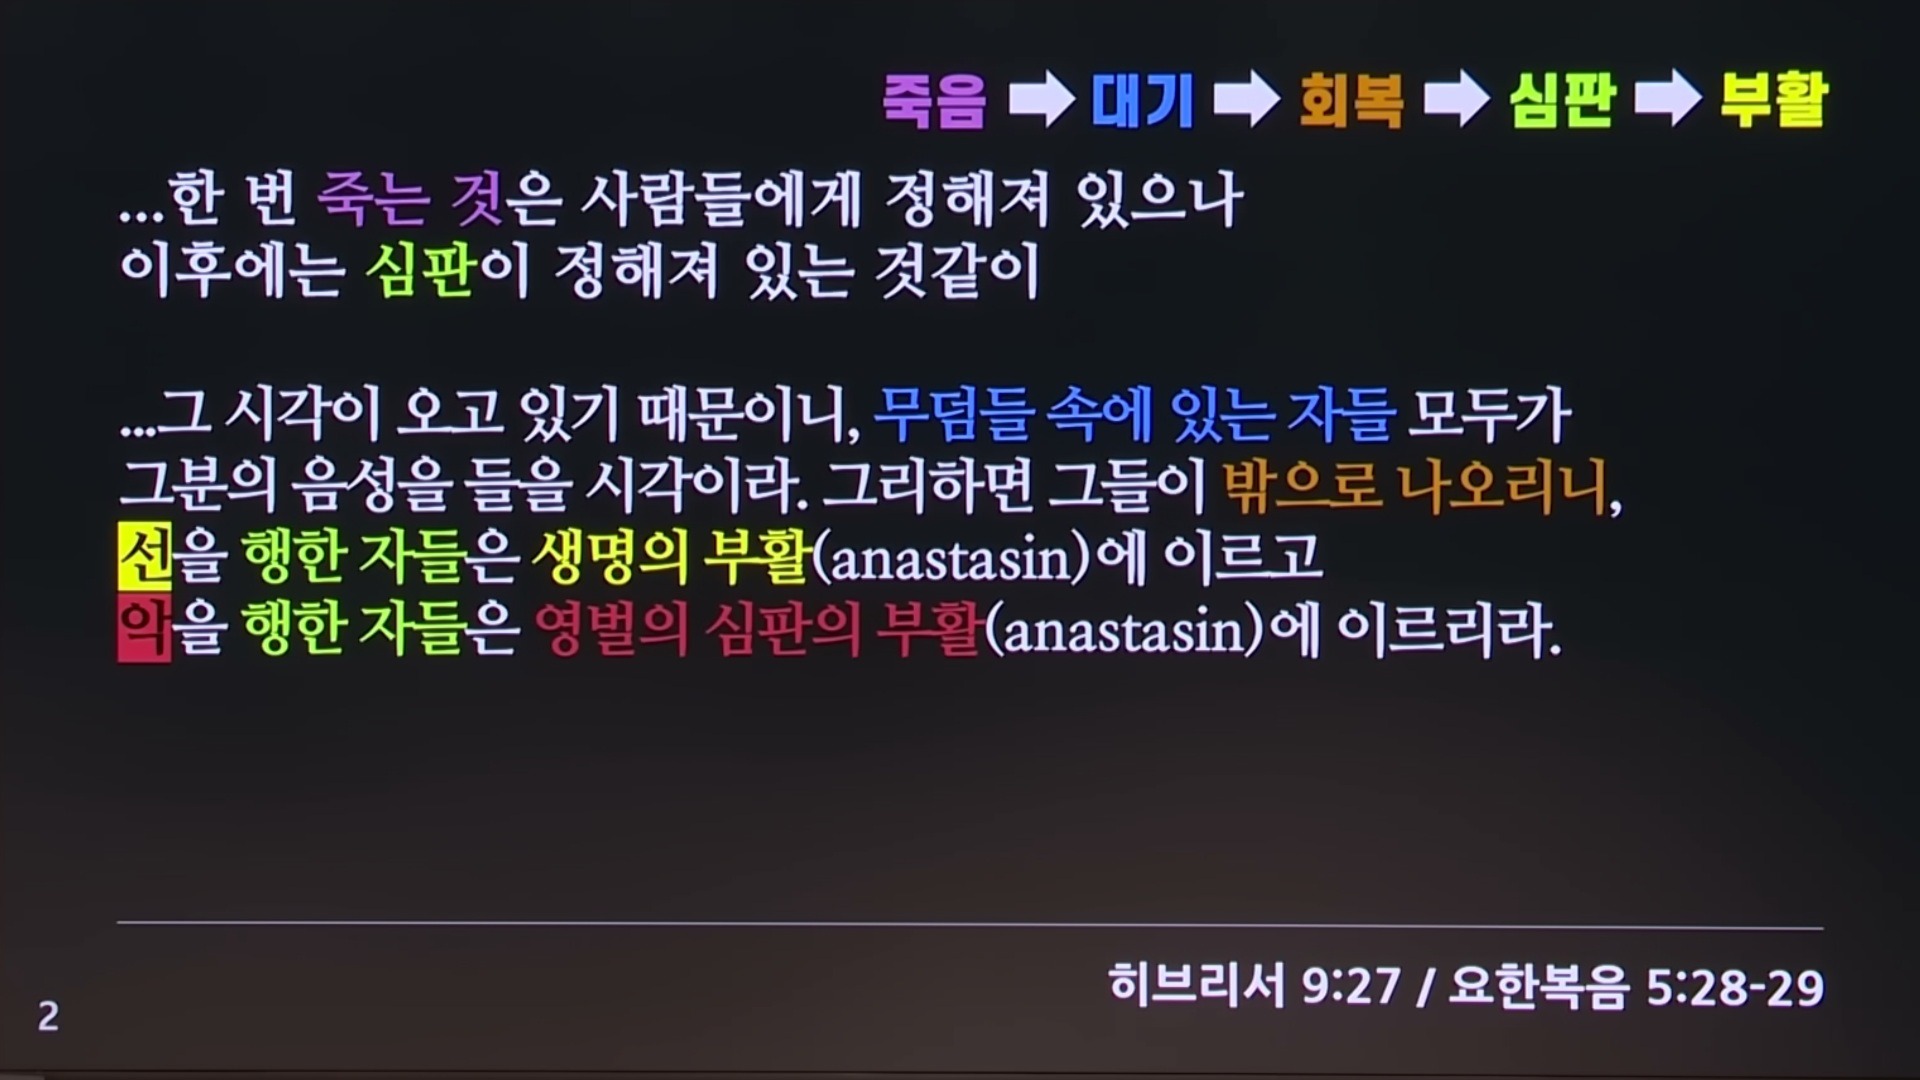 죽음 ➡ 대기 ➡ 회복 ➡ 심판 ➡ 부활
...한 번 죽는 것은 사람들에게 정해져 있으나
이후에는 심판이 정해져 있는 것같이
...그 시각이 오고 있기 때문이니, 무덤들 속에 있는 자들 모두가
그분의 음성을 들을 시각이라. 그리하면 그들이 밖으로 나오리니,
선을 행한 자들은 생명의 부활(anastasin)에 이르고
악을 행한 자들은 영벌의 심판의 부활(anastasin)에 이르리라.
히브리서 9:27 / 요한복음 5:28-29
2